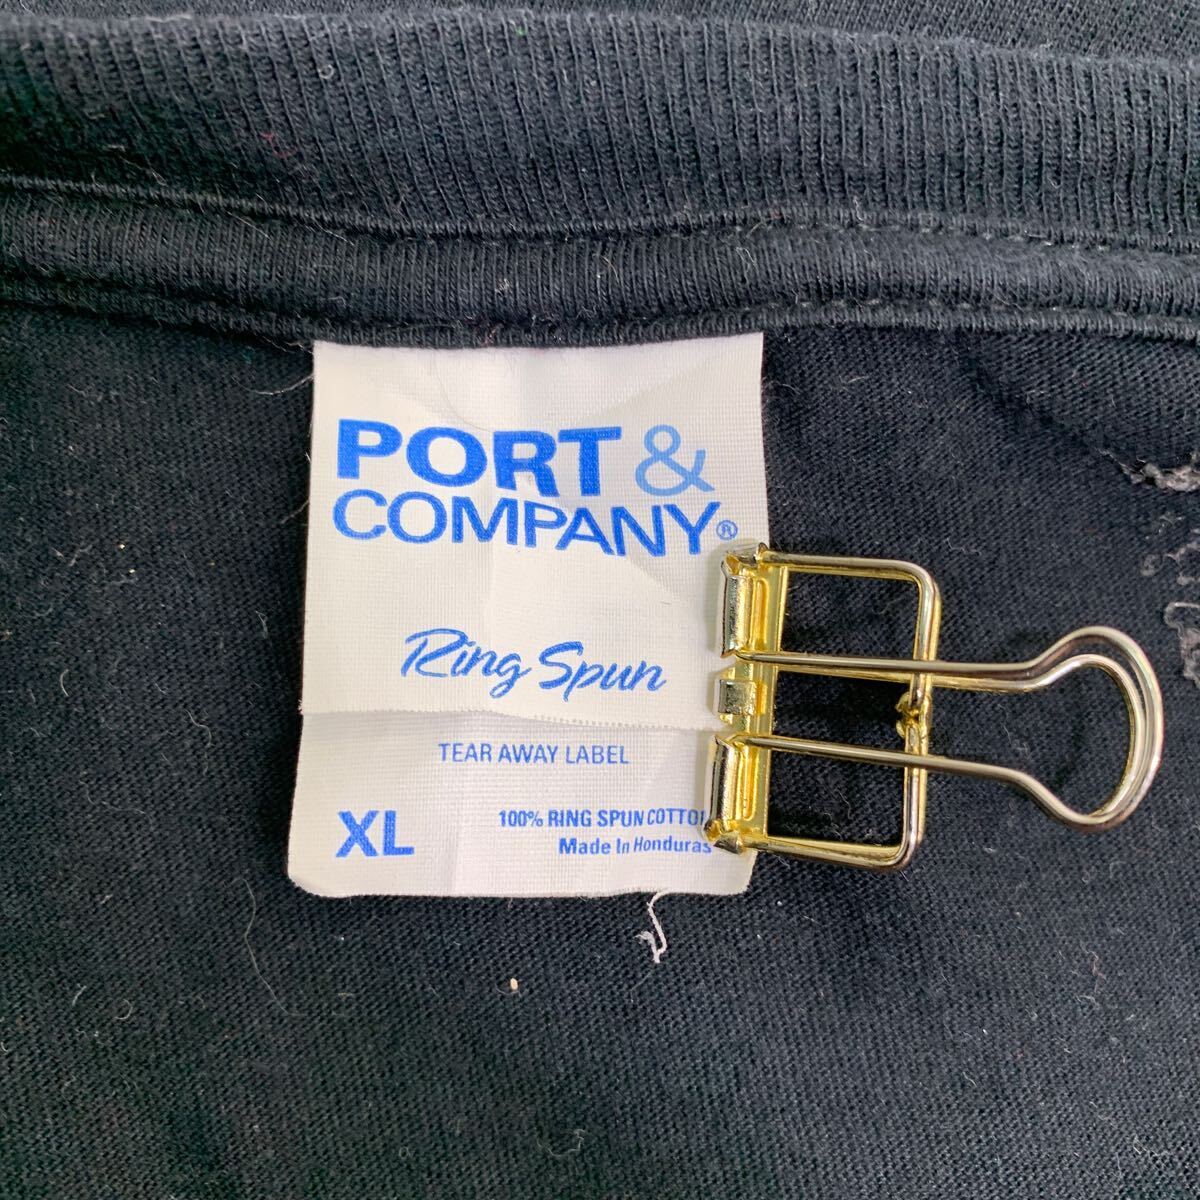 PORT &
COMPANY®
Ring Spun
TEAR AWAY LABEL
XL
100% RING SPUN COTTO
Made In Honduras